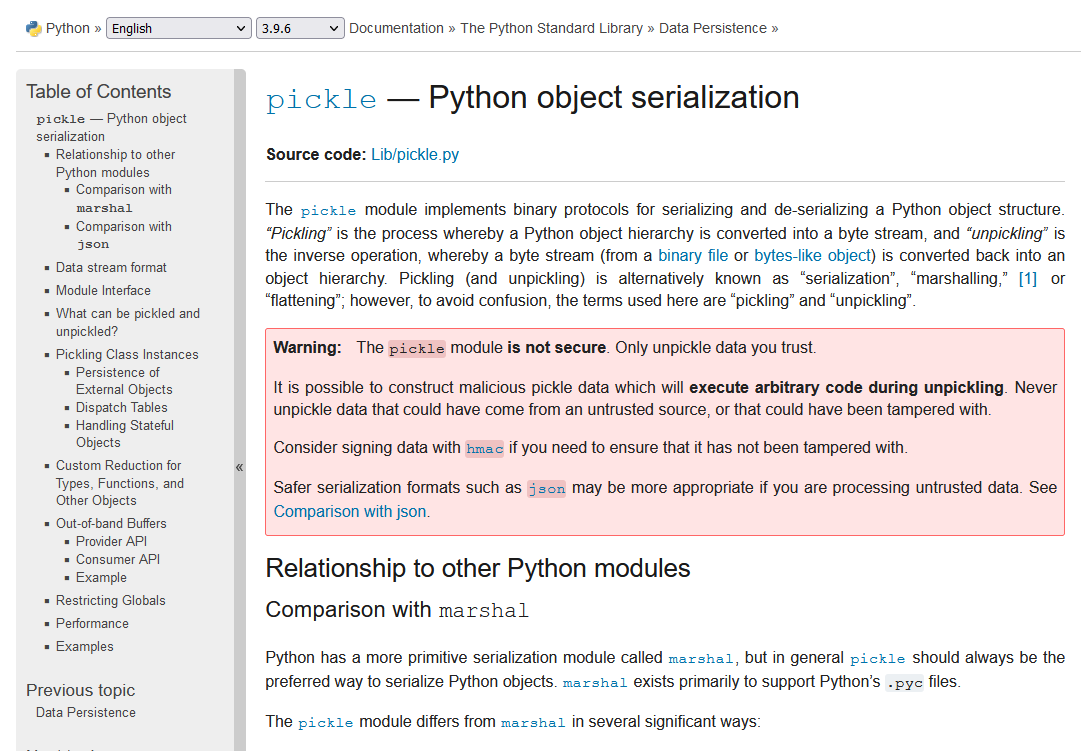 Python » English 3.9.6 Documentation » The Python Standard Library » Data Persistence »
Table of Contents
pickle — Python object
serialization
Relationship to other
Python modules
Comparison with
marshal
Comparison with
json
Data stream format
Module Interface
What can be pickled and
unpickled?
Pickling Class Instances
Persistence of
External Objects
Dispatch Tables
Handling Stateful
Objects
Custom Reduction for
Types, Functions, and
Other Objects
Out-of-band Buffers
Provider API
Consumer API
Example
Restricting Globals
Performance
Examples
Previous topic
Data Persistence
«
pickle — Python object serialization
Source code: Lib/pickle.py
The pickle module implements binary protocols for serializing and de-serializing a Python object structure.
“Pickling” is the process whereby a Python object hierarchy is converted into a byte stream, and “unpickling” is
the inverse operation, whereby a byte stream (from a binary file or bytes-like object) is converted back into an
object hierarchy. Pickling (and unpickling) is alternatively known as “serialization”, “marshalling,” [1] or
“flattening”; however, to avoid confusion, the terms used here are “pickling” and “unpickling”.
Warning: The pickle module is not secure. Only unpickle data you trust.
It is possible to construct malicious pickle data which will execute arbitrary code during unpickling. Never
unpickle data that could have come from an untrusted source, or that could have been tampered with.
Consider signing data with hmac if you need to ensure that it has not been tampered with.
Safer serialization formats such as json may be more appropriate if you are processing untrusted data. See
Comparison with json.
Relationship to other Python modules
Comparison with marshal
Python has a more primitive serialization module called marshal, but in general pickle should always be the
preferred way to serialize Python objects. marshal exists primarily to support Python’s .pyc files.
The pickle module differs from marshal in several significant ways: